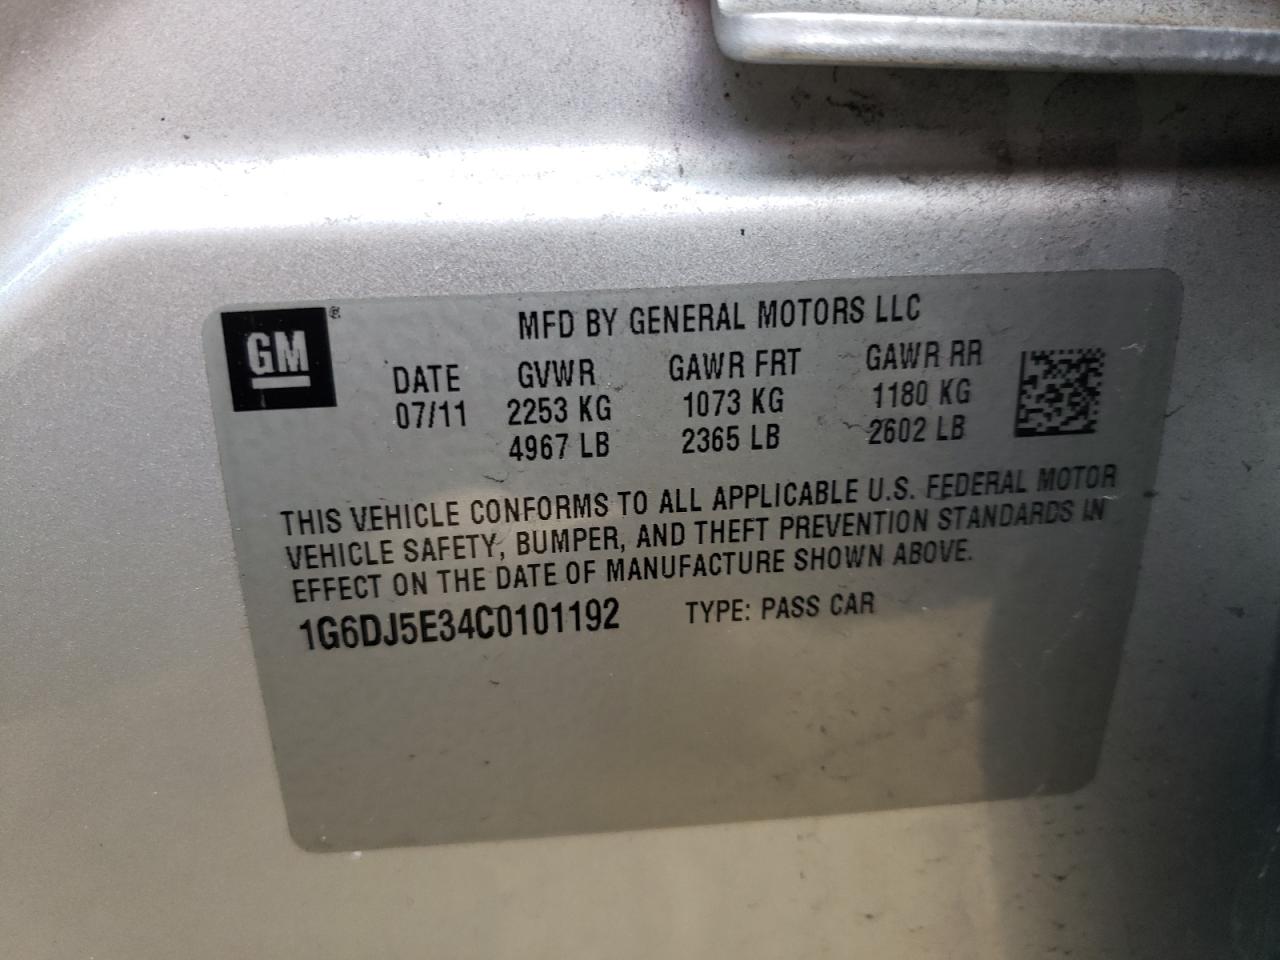 GM ®
MFD BY GENERAL MOTORS LLC
DATE GVWR GAWR FRT GAWR RR
07/11 2253 KG 1073 KG 1180 KG
4967 LB 2365 LB 2602 LB
THIS VEHICLE CONFORMS TO ALL APPLICABLE U.S. FEDERAL MOTOR
VEHICLE SAFETY, BUMPER, AND THEFT PREVENTION STANDARDS IN
EFFECT ON THE DATE OF MANUFACTURE SHOWN ABOVE.
1G6DJ5E34C0101192 TYPE: PASS CAR